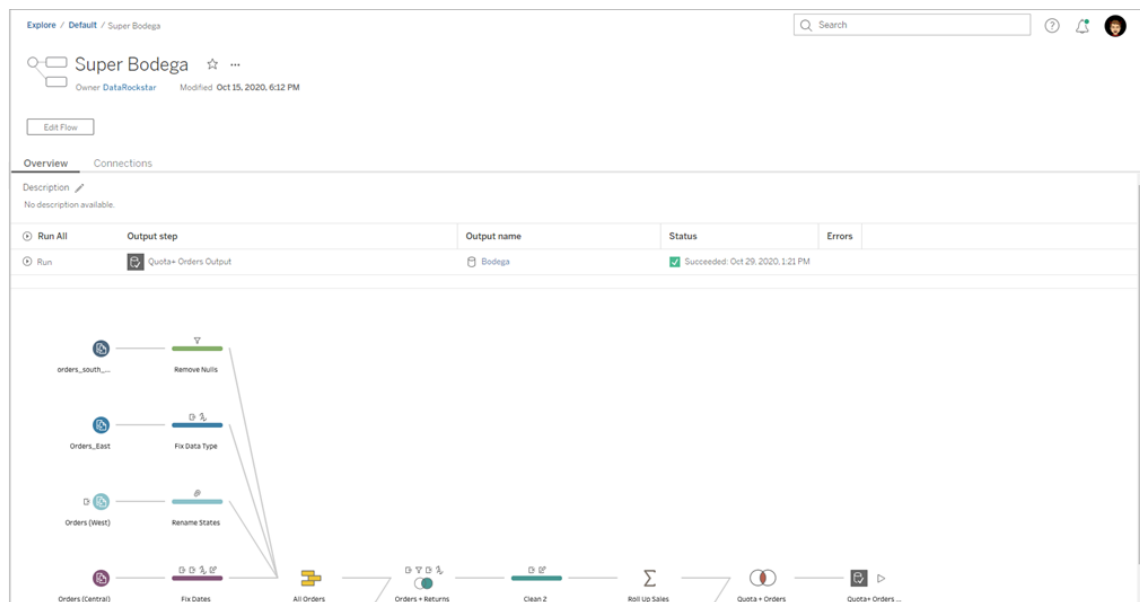 Explore / Default / Super Bodega
Search
Super Bodega
Owner DataRockstar Modified Oct 15, 2020, 6:12 PM
Edit Flow
Overview Connections
Description
No description available.
Run All Output step Output name Status Errors
Run Quota+ Orders Output Bodega Succeeded: Oct 29, 2020, 1:21 PM
orders_south_... Remove Nulls
Orders_East Fix Data Type
Orders (West) Rename States
Orders (Central) Fix Dates All Orders Orders + Returns Clean 2 Roll Up Sales Quota + Orders Quota+ Orders ...